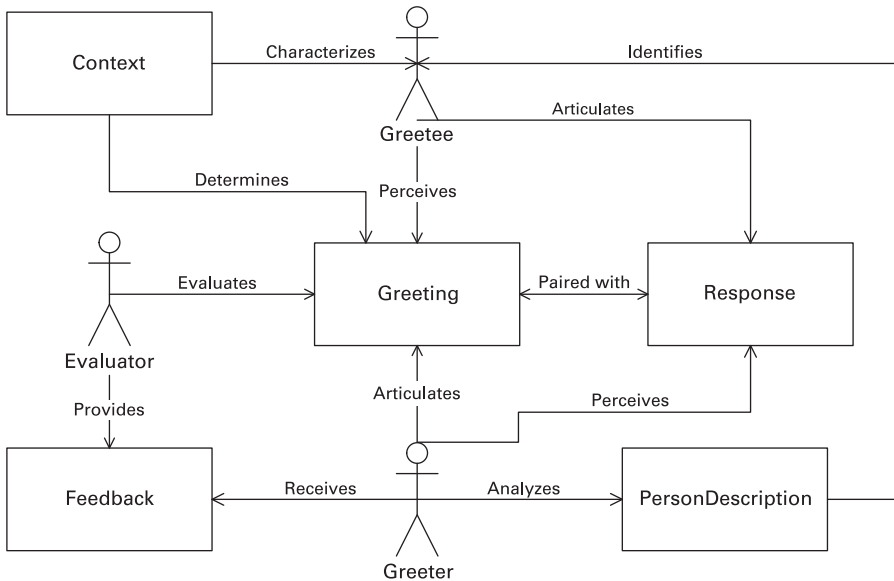 Context
Characterizes
Identifies
Greetee
Articulates
Determines
Perceives
Evaluates
Greeting
Paired with
Response
Evaluator
Provides
Articulates
Perceives
Feedback
Receives
Analyzes
PersonDescription
Greeter